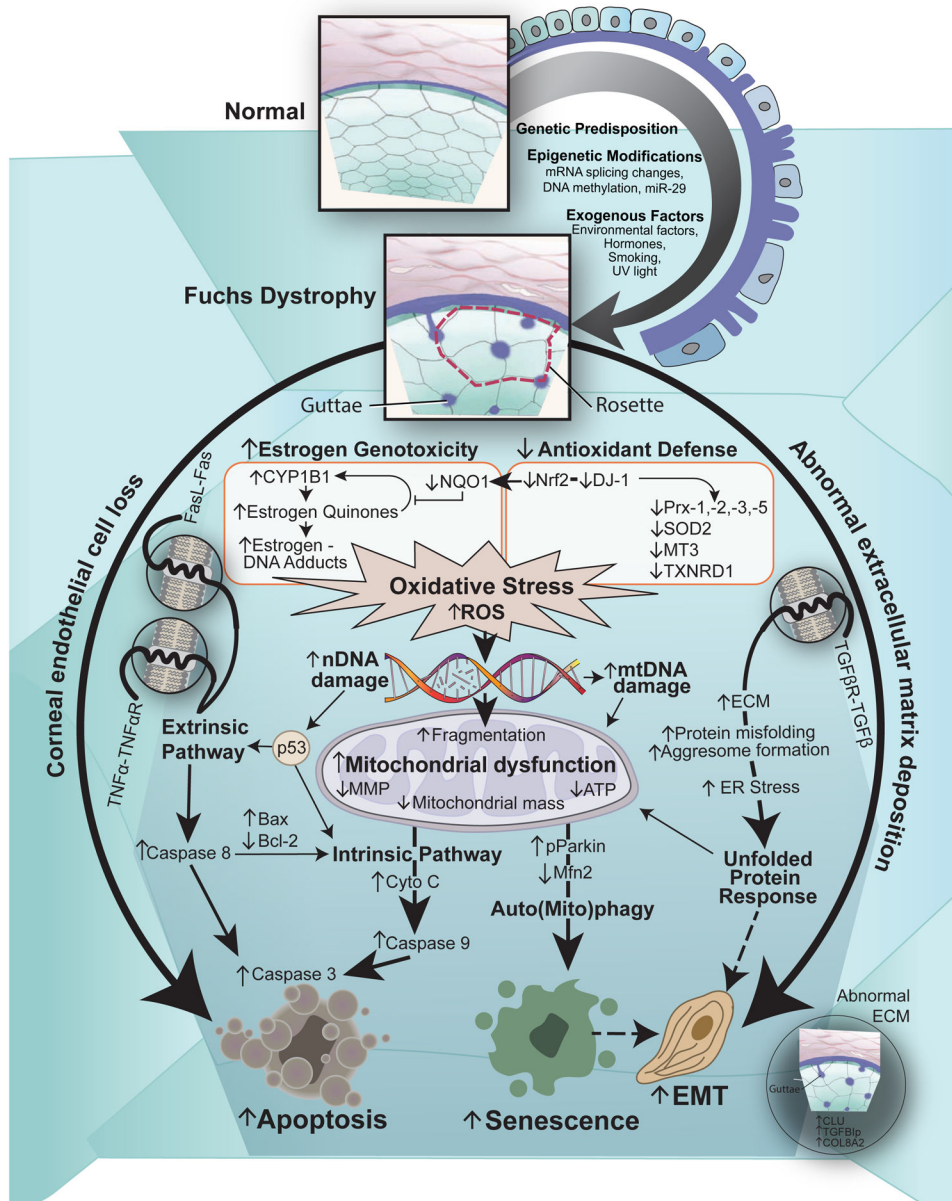 Normal
Genetic Predisposition
Epigenetic Modifications
mRNA splicing changes,
DNA methylation, miR-29
Exogenous Factors
Environmental factors,
Hormones,
Smoking,
UV light
Fuchs Dystrophy
Guttae
Rosette
Corneal endothelial cell loss
Abnormal extracellular matrix deposition
↑Estrogen Genotoxicity
↓ Antioxidant Defense
↑CYP1B1
↑Estrogen Quinones
↑Estrogen -
DNA Adducts
↓NQO1
↓Nrf2-↓DJ-1
↓Prx-1,-2,-3,-5
↓SOD2
↓MT3
↓TXNRD1
FasL-Fas
TNFα-TNFαR
TGFβR-TGFβ
Oxidative Stress
↑ROS
↑nDNA
damage
↑mtDNA
damage
Extrinsic
Pathway
p53
↑Fragmentation
↑Mitochondrial dysfunction
↓MMP
↓Mitochondrial mass
↓ATP
↑ECM
↑Protein misfolding
↑Aggresome formation
↑ER Stress
Unfolded
Protein
Response
↑Caspase 8
↑Bax
↓Bcl-2
Intrinsic Pathway
↑Cyto C
↑Caspase 9
↑Caspase 3
↑pParkin
↓Mfn2
Auto(Mito)phagy
↑Apoptosis
↑Senescence
↑EMT
Abnormal
ECM
Guttae
↑CLU
↑TGFBIp
↑COL8A2